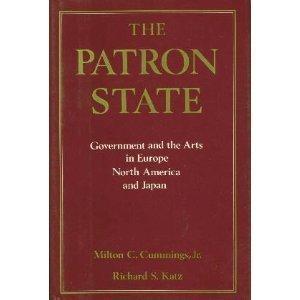 THE
PATRON
STATE
Government and the Arts
in Europe
North America
and Japan
Milton C. Cummings, Jr.
Richard S. Katz